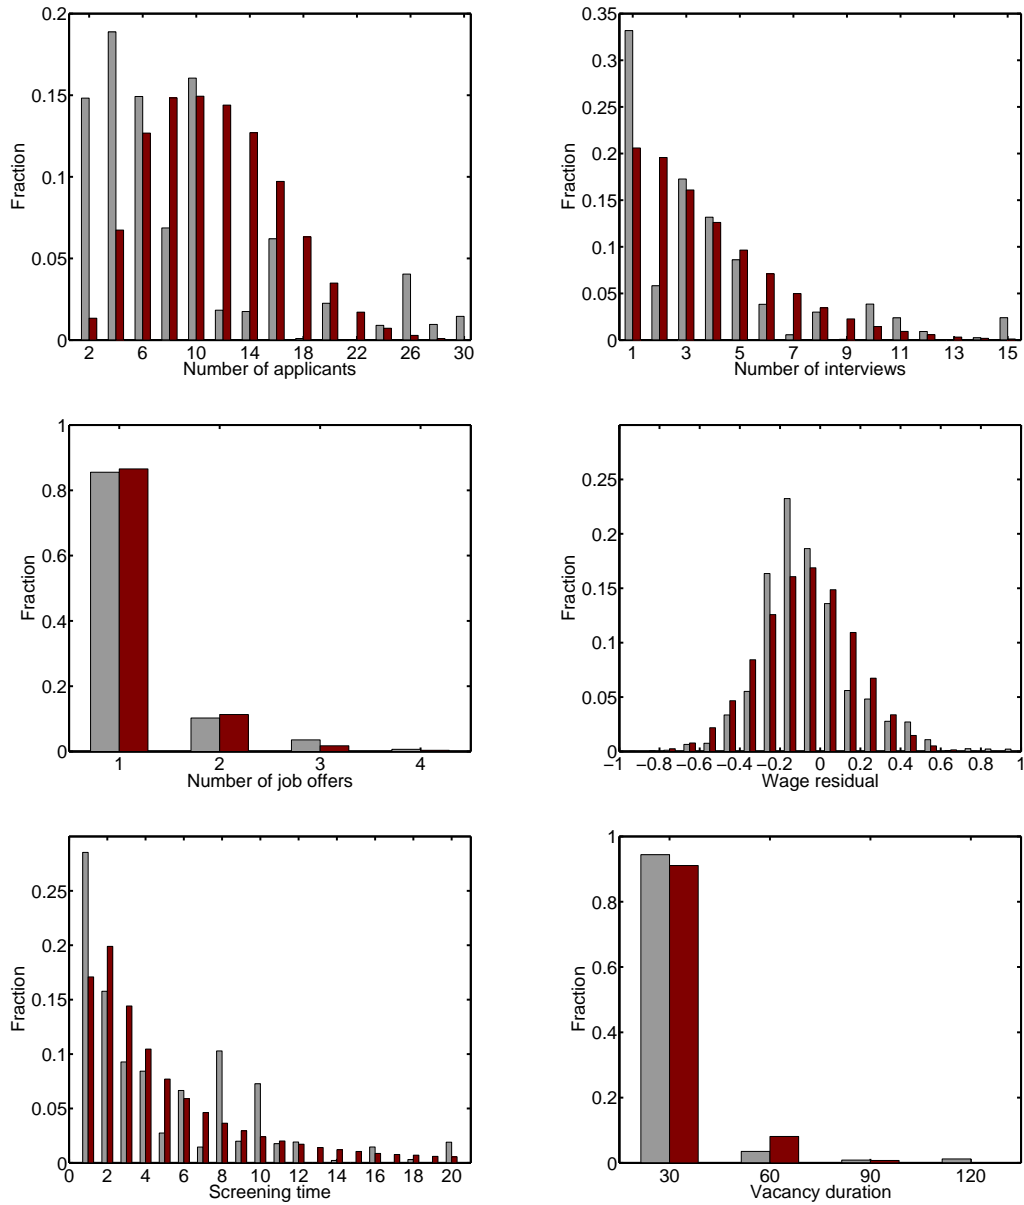 0.2
0.15
0.1
0.05
0
Fraction
2 6 10 14 18 22 26 30
Number of applicants
0.35
0.3
0.25
0.2
0.15
0.1
0.05
0
Fraction
1 3 5 7 9 11 13 15
Number of interviews
1
0.8
0.6
0.4
0.2
0
Fraction
1 2 3 4
Number of job offers
0.25
0.2
0.15
0.1
0.05
0
Fraction
−1 −0.8 −0.6 −0.4 −0.2 0 0.2 0.4 0.6 0.8 1
Wage residual
0.25
0.2
0.15
0.1
0.05
0
Fraction
0 2 4 6 8 10 12 14 16 18 20
Screening time
1
0.8
0.6
0.4
0.2
0
Fraction
30 60 90 120
Vacancy duration